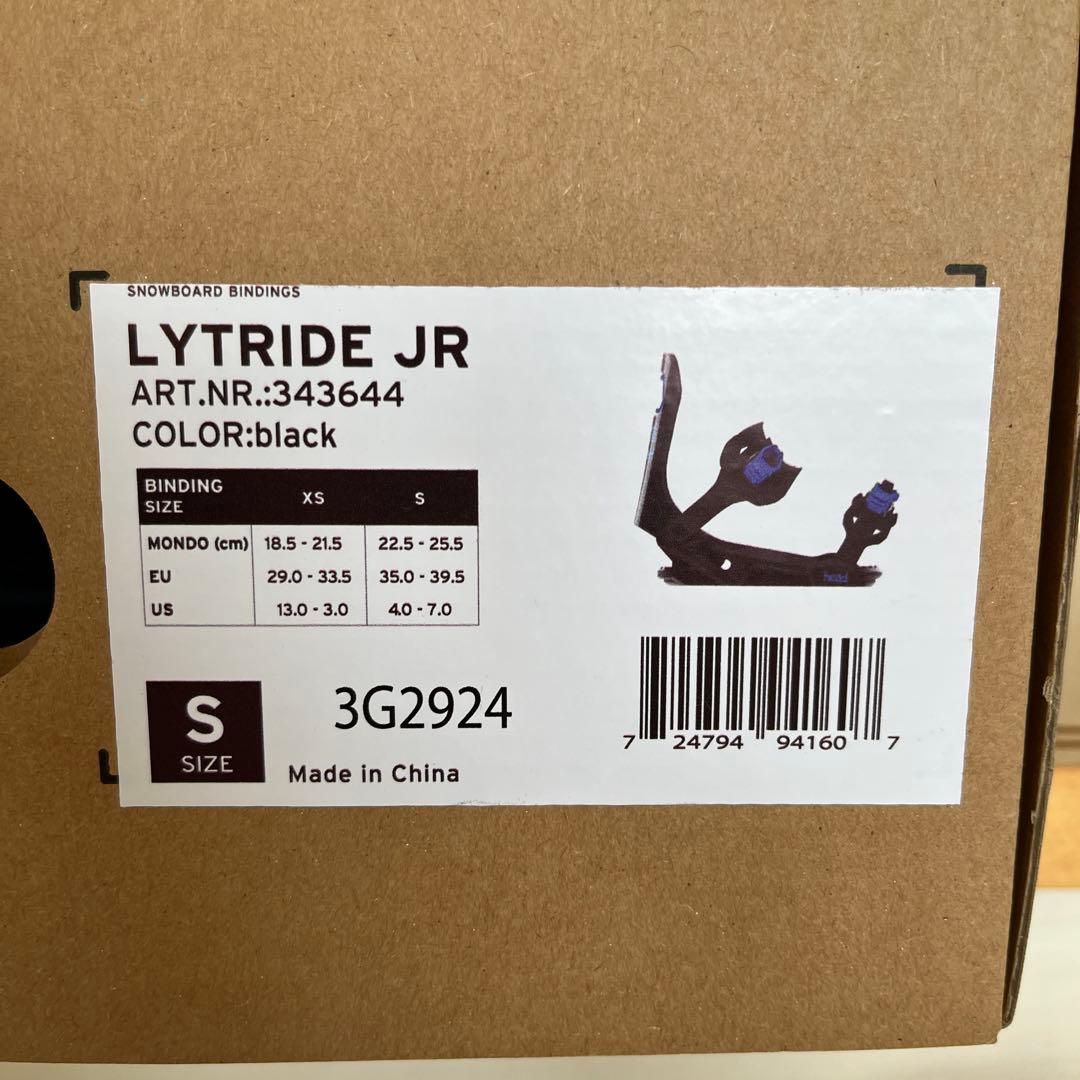 SNOWBOARD BINDINGS
LYTRIDE JR
ART.NR.:343644
COLOR:black
BINDING SIZE XS S
MONDO (cm) 18.5 - 21.5 22.5 - 25.5
EU 29.0 - 33.5 35.0 - 39.5
US 13.0 - 3.0 4.0 - 7.0
head
S
SIZE
3G2924
Made in China
7 24794 94160 7